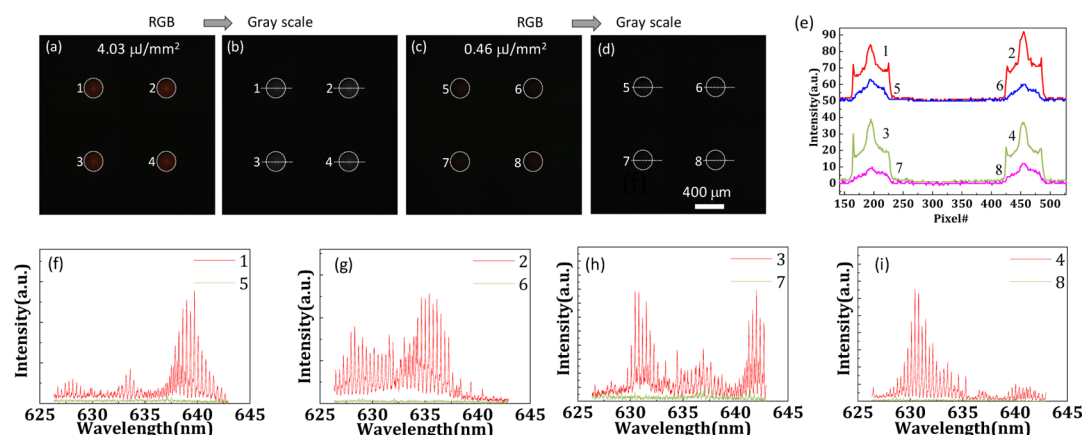 RGB Gray scale RGB Gray scale
(a) 4.03 μJ/mm²
1 2
3 4
(b)
1 2
3 4
(c) 0.46 μJ/mm²
5 6
7 8
(d)
5 6
7 8
(f)
400 μm
(e)
Intensity(a.u.)
90
80
70
60
50
40
30
20
10
0
1 2
5 6
3 4
7 8
150 200 250 300 350 400 450 500
Pixel#
(f)
Intensity(a.u.)
1
5
625 630 635 640 645
Wavelength(nm)
(g)
Intensity(a.u.)
2
6
625 630 635 640 645
Wavelength(nm)
(h)
Intensity(a.u.)
3
7
625 630 635 640 645
Wavelength(nm)
(i)
Intensity(a.u.)
4
8
625 630 635 640 645
Wavelength(nm)